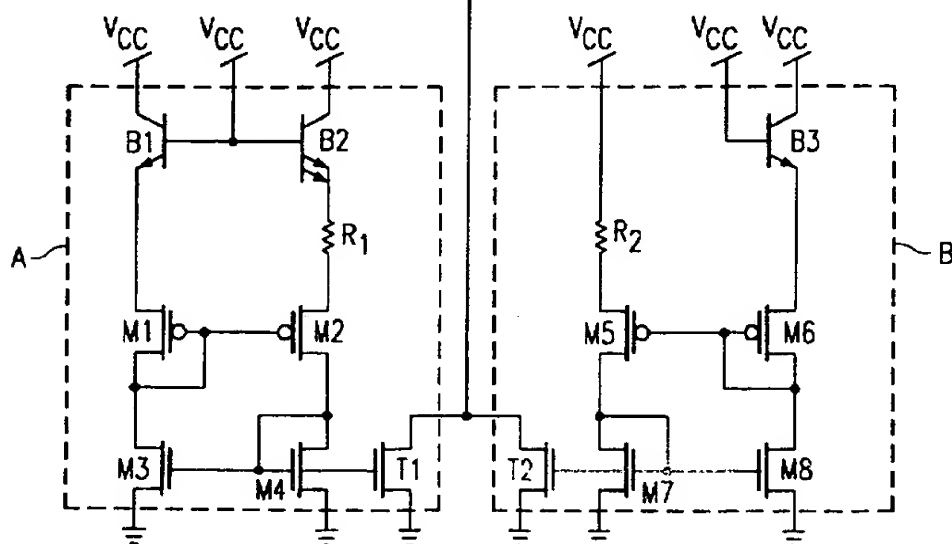 VCC VCC VCC VCC VCC VCC
B1 B2 B3
R1 R2
A B
M1 M2 M5 M6
M3 M4 T1 T2 M7 M8